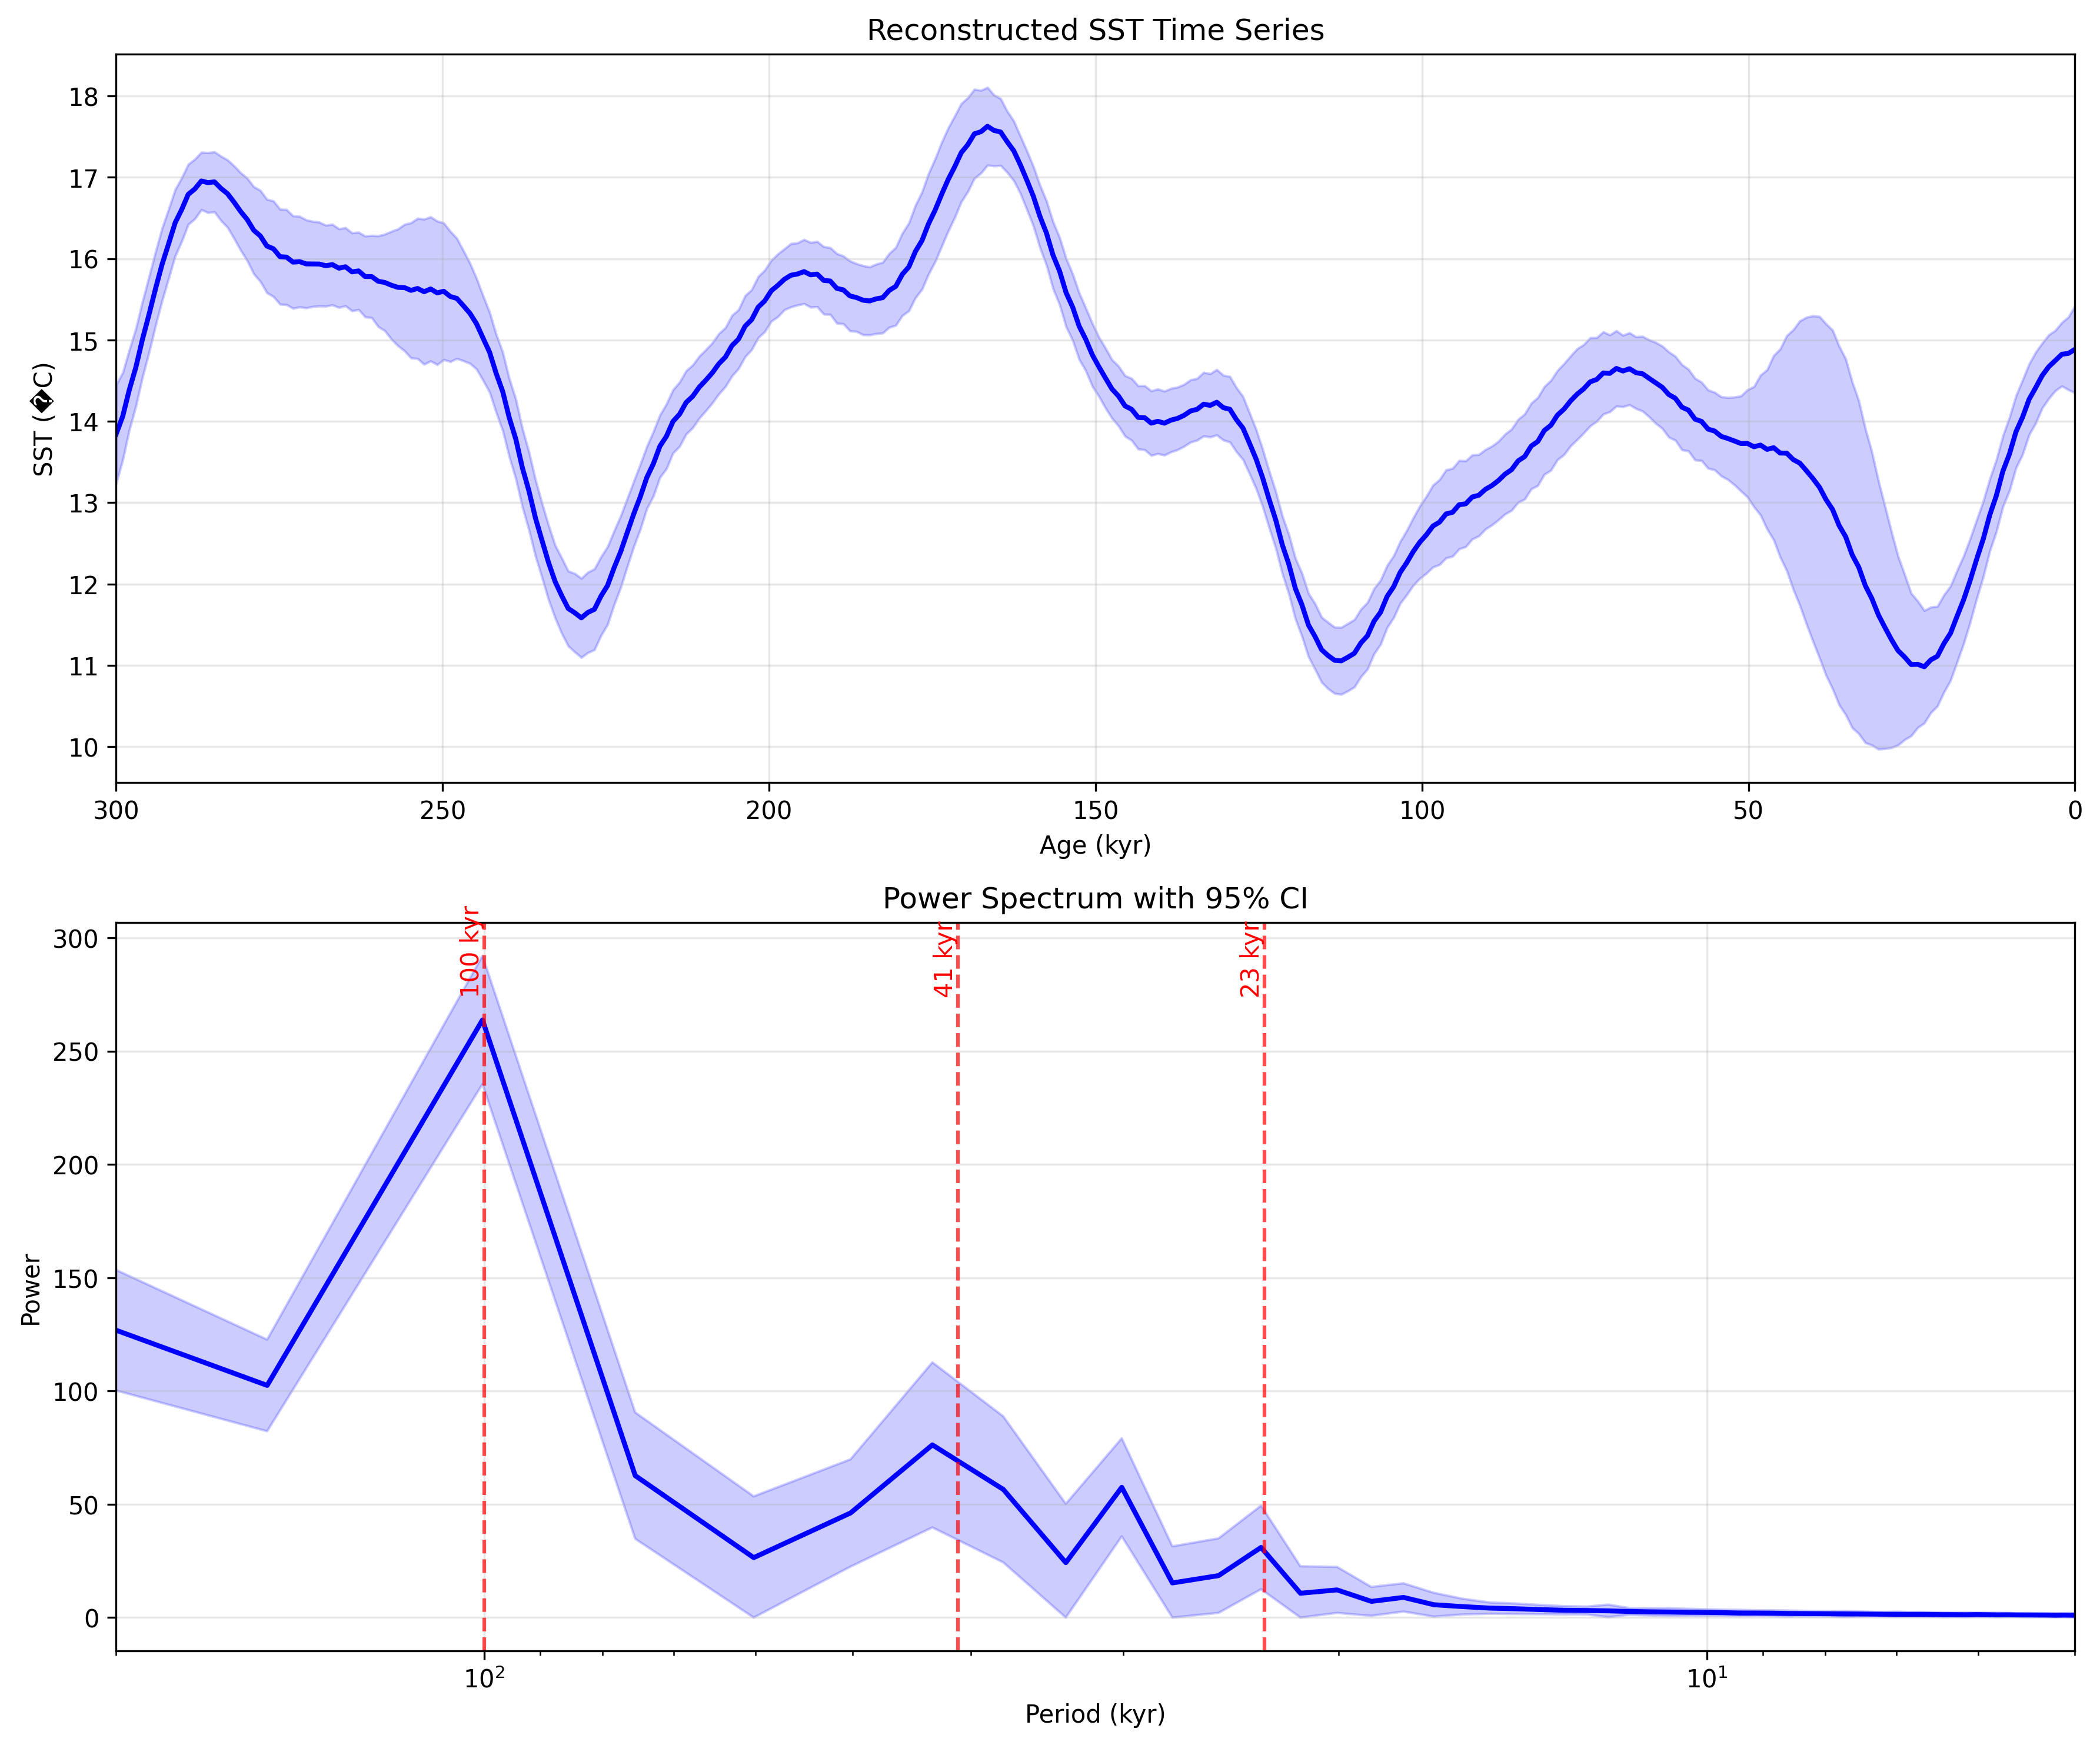 Reconstructed SST Time Series
18
17
16
15
14
13
12
11
10
SST (�C)
300 250 200 150 100 50 0
Age (kyr)
Power Spectrum with 95% CI
100 kyr
41 kyr
23 kyr
300
250
200
150
100
50
0
Power
10² 10¹
Period (kyr)